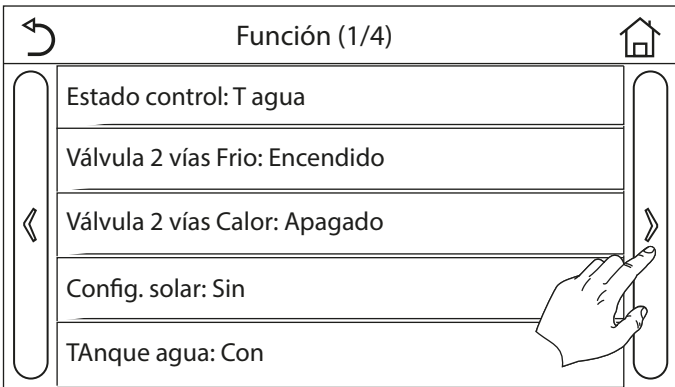 Función (1/4)
Estado control: T agua
Válvula 2 vías Frio: Encendido
Válvula 2 vías Calor: Apagado
Config. solar: Sin
TAnque agua: Con